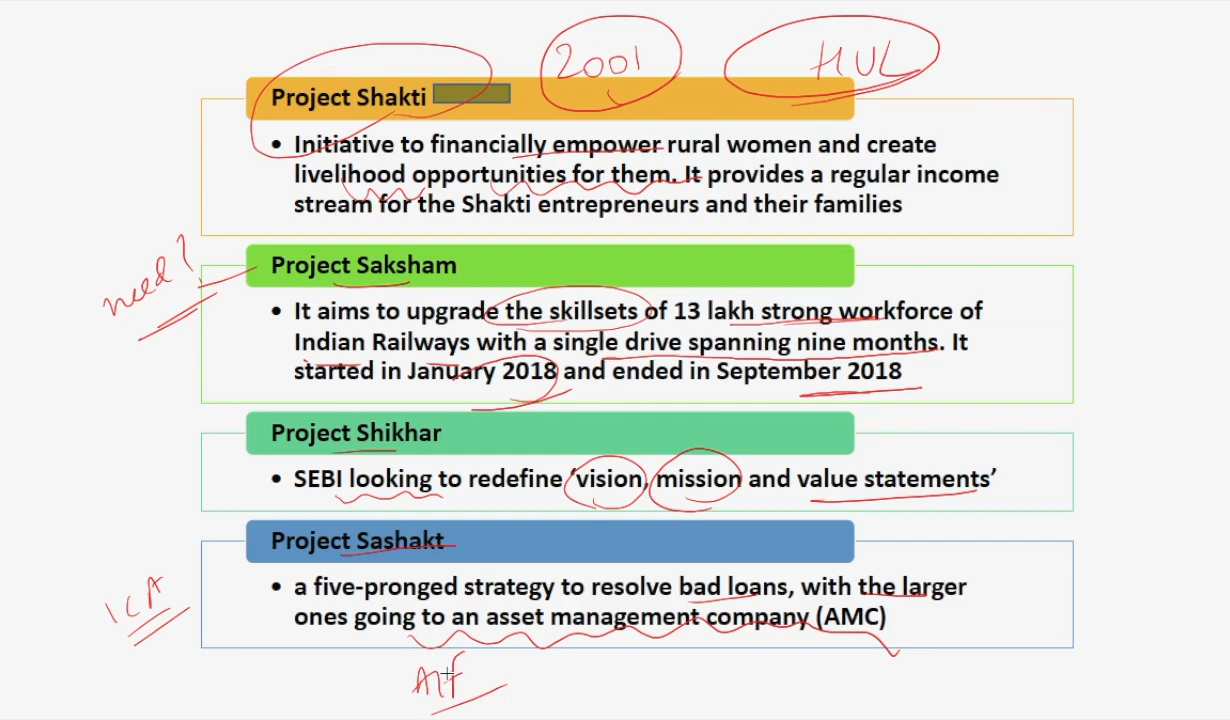 2001 HUL
Project Shakti
• Initiative to financially empower rural women and create
livelihood opportunities for them. It provides a regular income
stream for the Shakti entrepreneurs and their families
need?
Project Saksham
• It aims to upgrade the skillsets of 13 lakh strong workforce of
Indian Railways with a single drive spanning nine months. It
started in January 2018 and ended in September 2018
Project Shikhar
• SEBI looking to redefine ‘vision, mission and value statements’
Project Sashakt
• a five-pronged strategy to resolve bad loans, with the larger
ones going to an asset management company (AMC)
ICA
AIF